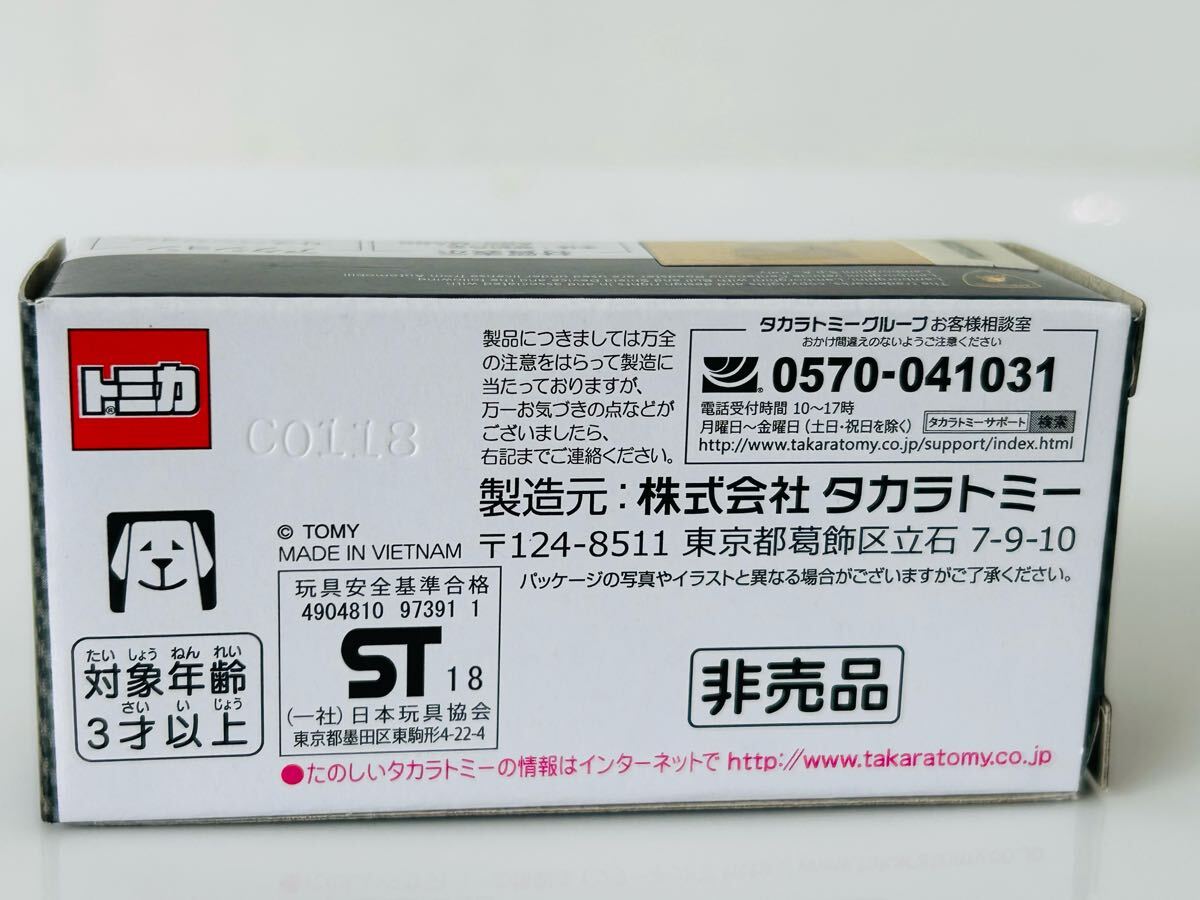 トミカ®
C0118
製品につきましては万全
の注意をはらって製造に
当たっておりますが、
万一お気づきの点などが
ございましたら、
右記までご連絡ください。
タカラトミーグループお客様相談室
おかけ間違えのないようご注意ください
0570-041031
電話受付時間 10～17時
月曜日～金曜日（土日・祝日を除く） タカラトミーサポート 検索
http://www.takaratomy.co.jp/support/index.html
製造元：株式会社 タカラトミー
〒124-8511 東京都葛飾区立石 7-9-10
パッケージの写真やイラストと異なる場合がございますがご了承ください。
© TOMY
MADE IN VIETNAM
玩具安全基準合格
4904810 97391 1
ST 18
(一社) 日本玩具協会
東京都墨田区東駒形4-22-4
たい しょう ねん れい
対象年齢
さい い じょう
3才以上
非売品
●たのしいタカラトミーの情報はインターネットで http://www.takaratomy.co.jp